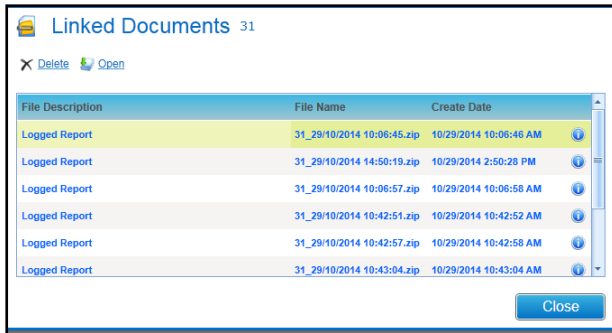 Linked Documents 31
Delete Open
File Description File Name Create Date
Logged Report 31_29/10/2014 10:06:45.zip 10/29/2014 10:06:46 AM
Logged Report 31_29/10/2014 14:50:19.zip 10/29/2014 2:50:28 PM
Logged Report 31_29/10/2014 10:06:57.zip 10/29/2014 10:06:58 AM
Logged Report 31_29/10/2014 10:42:51.zip 10/29/2014 10:42:52 AM
Logged Report 31_29/10/2014 10:42:57.zip 10/29/2014 10:42:58 AM
Logged Report 31_29/10/2014 10:43:04.zip 10/29/2014 10:43:04 AM
Close